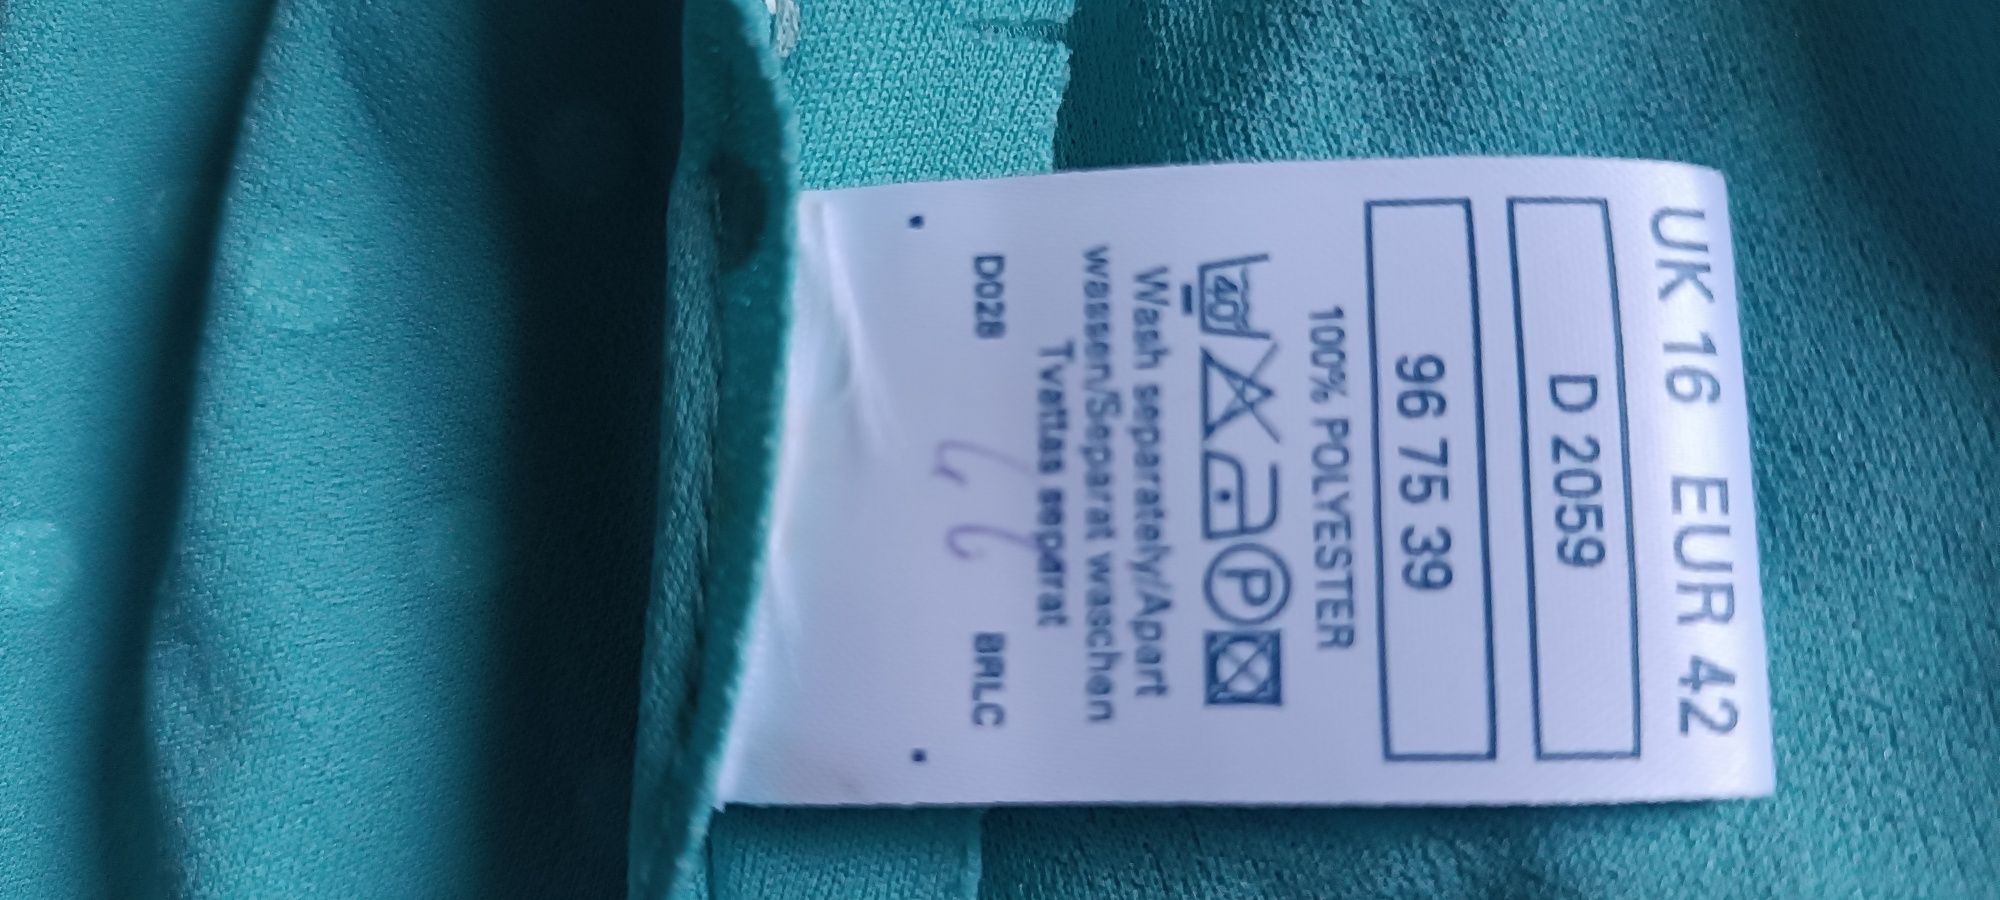 UK 16 EUR 42
D 2059
96 75 39
100% POLYESTER
40 P
Wash separately/Apart
wassen/Separat waschen
Tvattas separat
D028 BRLC